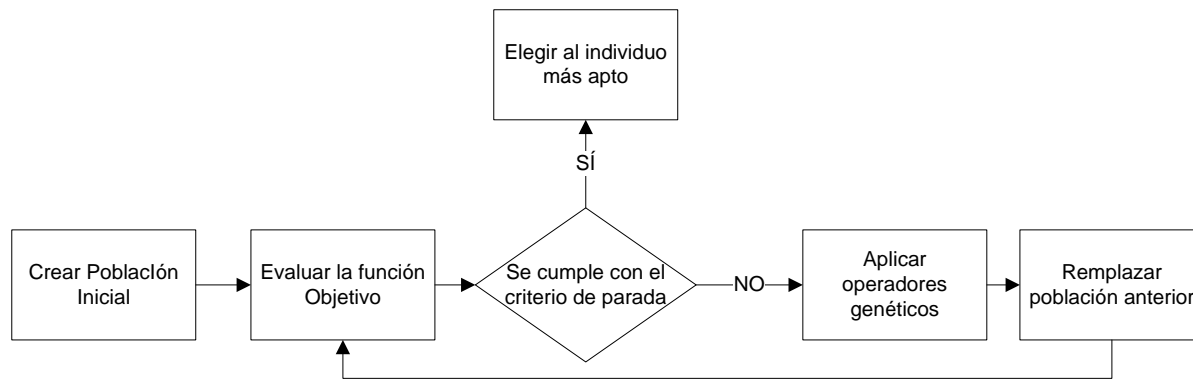 Elegir al individuo
más apto
SÍ
Crear PoblacIón
Inicial
Evaluar la función
Objetivo
Se cumple con el
criterio de parada
NO
Aplicar
operadores
genéticos
Remplazar
población anterior